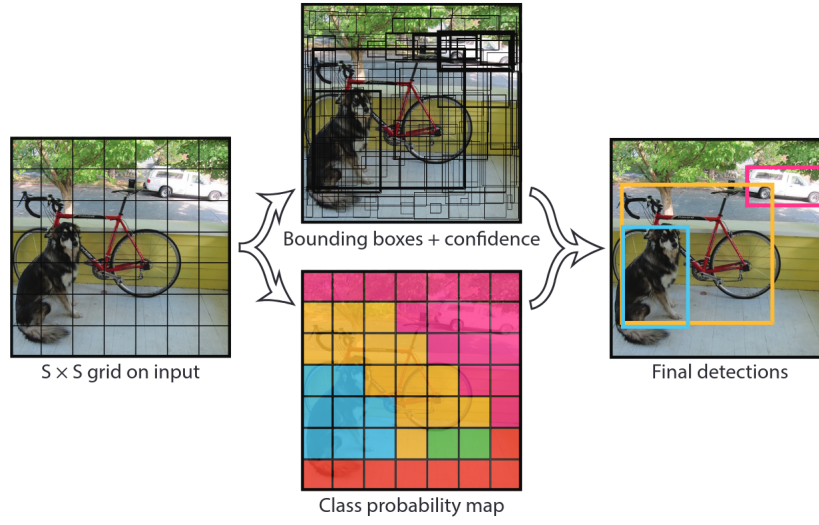 Bounding boxes + confidence
S × S grid on input
Final detections
Class probability map